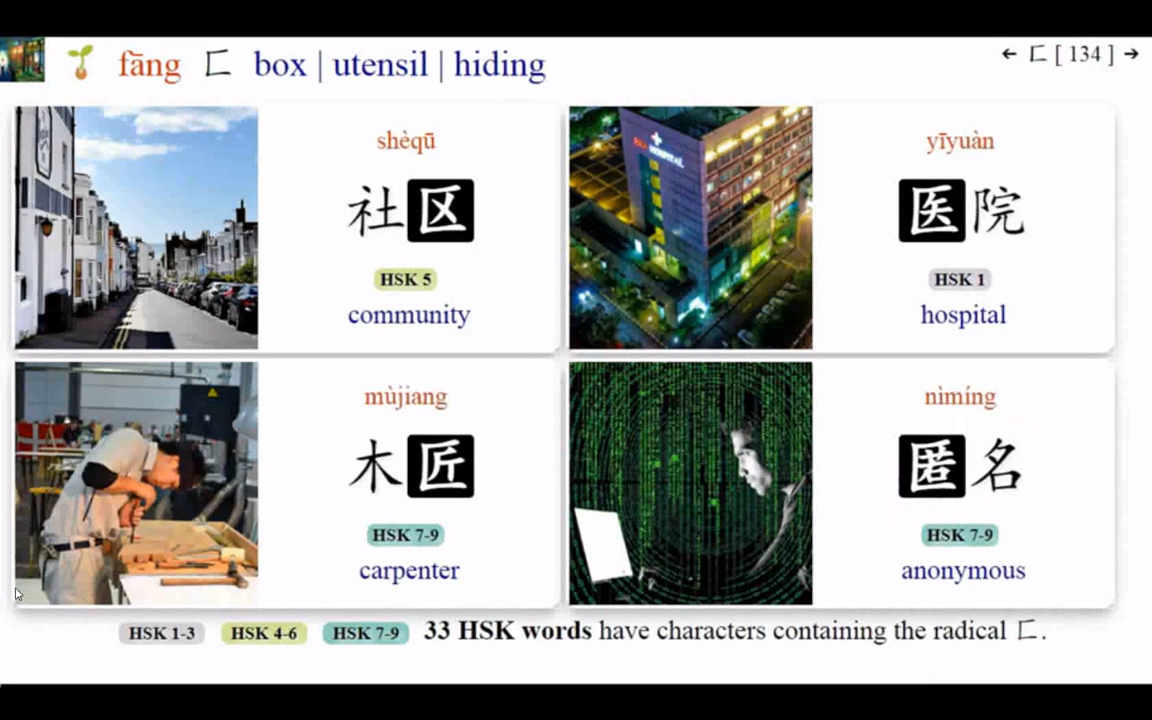 fāng 匚 box | utensil | hiding
← 匚 [ 134 ] →
shèqū
社区
HSK 5
community
HOSPITAL
yīyuàn
医院
HSK 1
hospital
mùjiang
木匠
HSK 7-9
carpenter
nìmíng
匿名
HSK 7-9
anonymous
HSK 1-3 HSK 4-6 HSK 7-9 33 HSK words have characters containing the radical 匚.